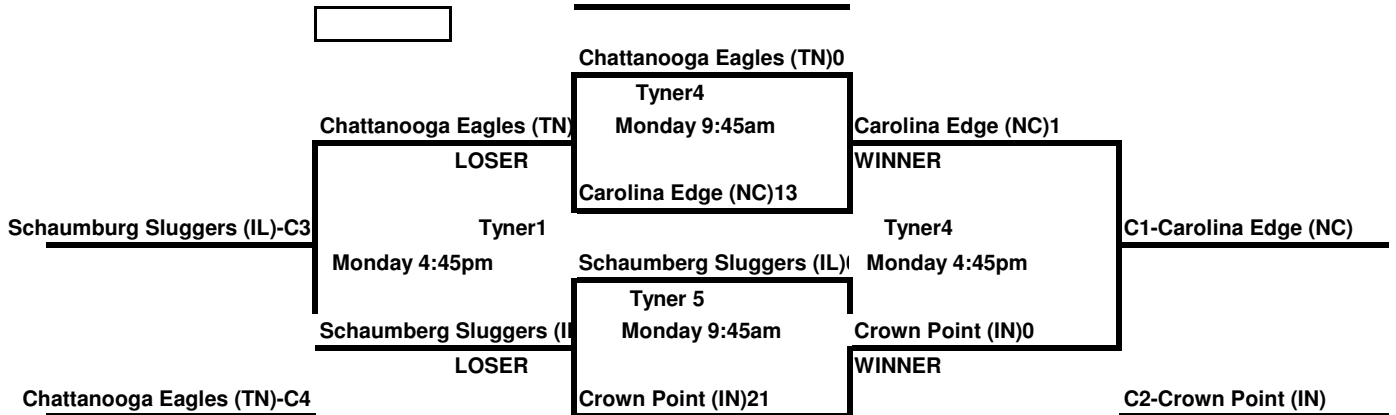 Chattanooga Eagles (TN)0
Tyner4
Chattanooga Eagles (TN) Monday 9:45am Carolina Edge (NC)1
LOSER WINNER
Carolina Edge (NC)13
Schaumburg Sluggers (IL)-C3 Tyner1 Tyner4 C1-Carolina Edge (NC)
Monday 4:45pm Schaumberg Sluggers (IL) Monday 4:45pm
Tyner 5
Schaumberg Sluggers Monday 9:45am Crown Point (IN)0
LOSER WINNER
Chattanooga Eagles (TN)-C4 Crown Point (IN)21 C2-Crown Point (IN)